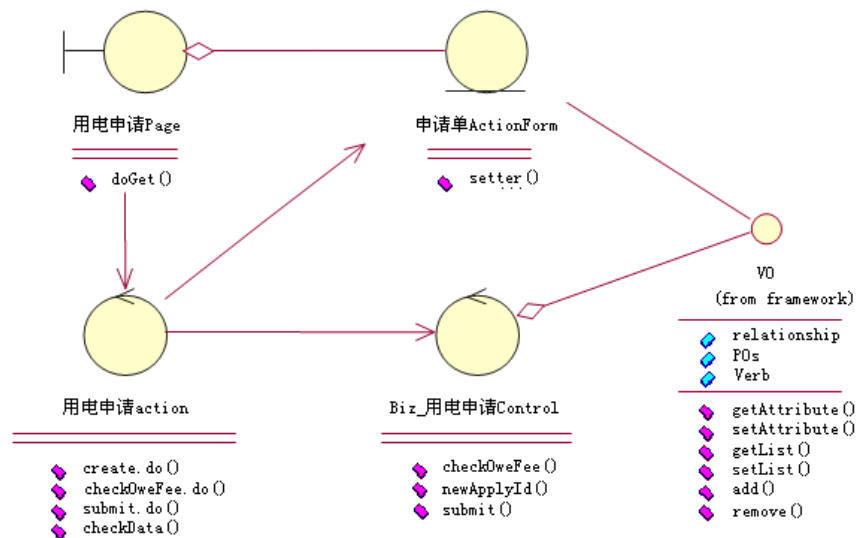 用电申请Page
doGet()
申请单ActionForm
setter()
...
VO
(from framework)
relationship
POs
Verb
getAttribute()
setAttribute()
getList()
setList()
add()
remove()
用电申请action
create.do()
checkOweFee.do()
submit.do()
checkData()
Biz_用电申请Control
checkOweFee()
newApplyId()
submit()